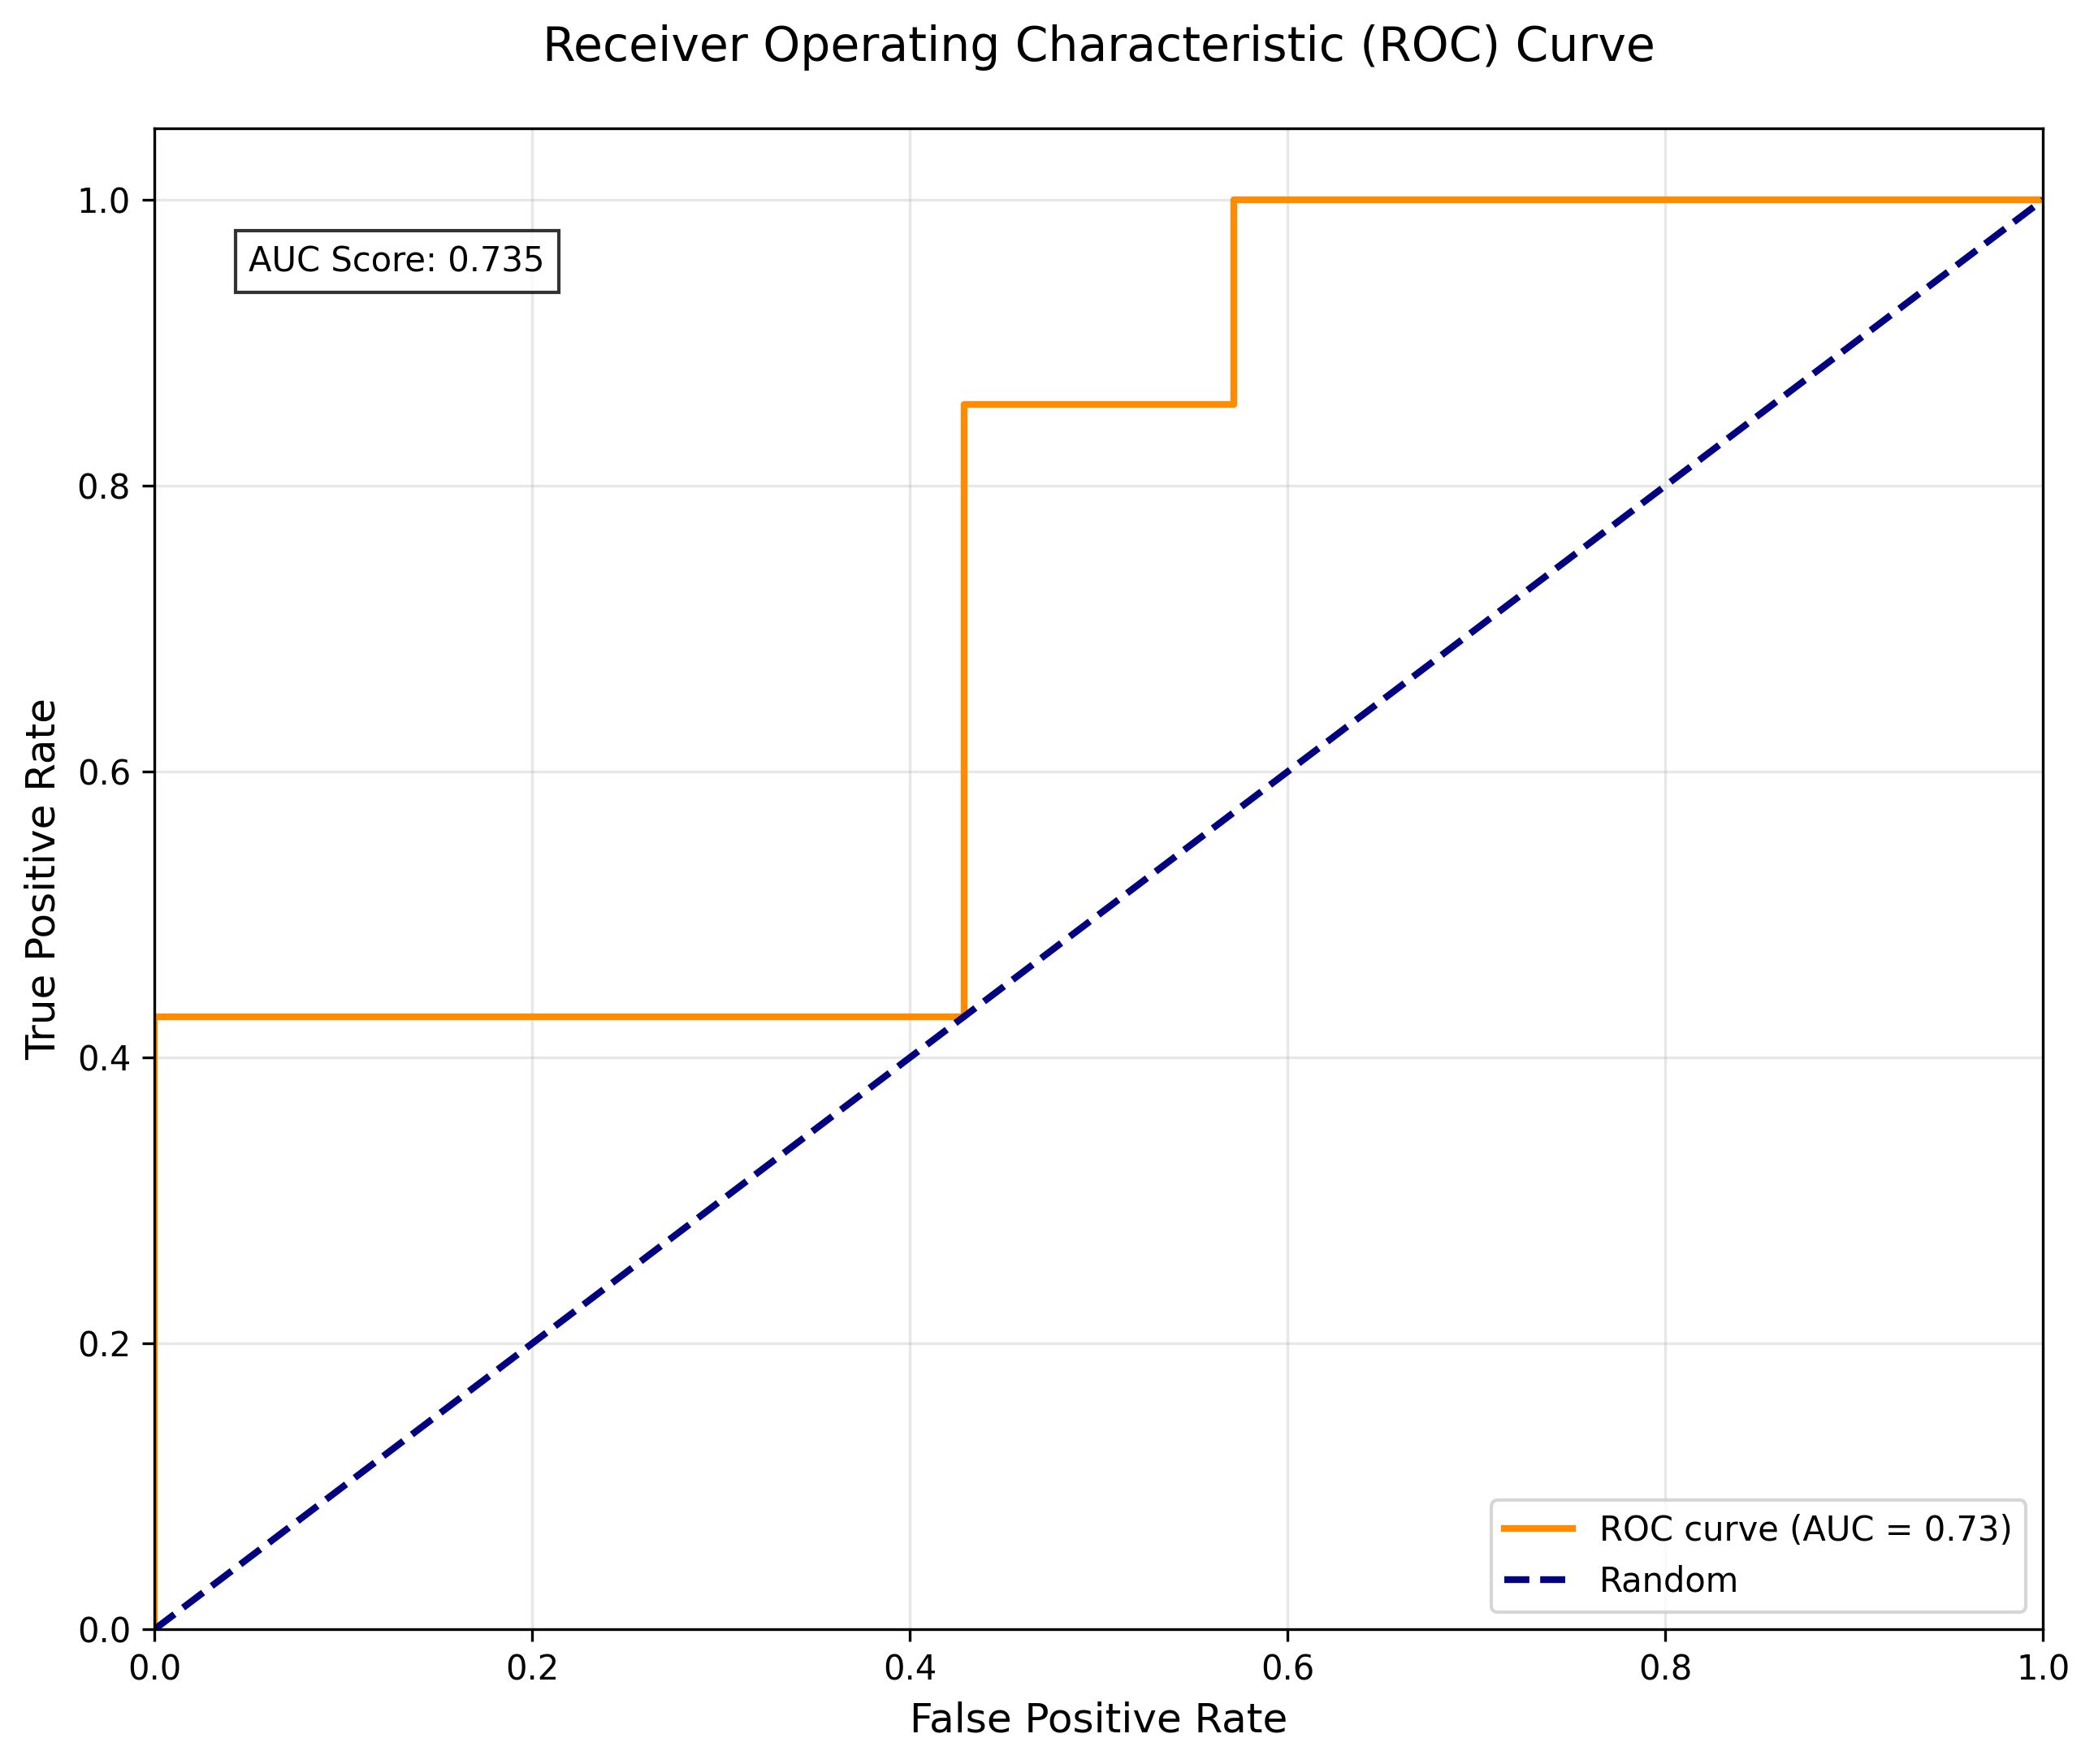 Receiver Operating Characteristic (ROC) Curve
1.0
AUC Score: 0.735
0.8
0.6
True Positive Rate
0.4
0.2
ROC curve (AUC = 0.73)
Random
0.0
0.0 0.2 0.4 0.6 0.8 1.0
False Positive Rate